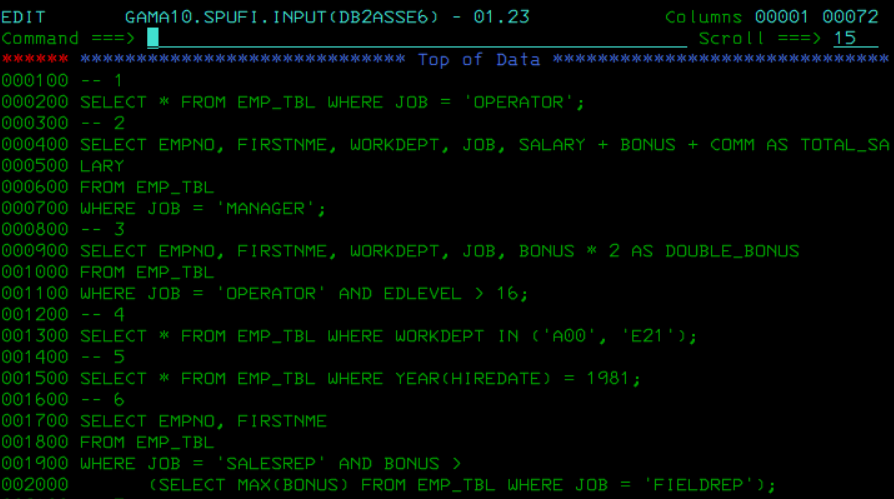 EDIT       GAMA10.SPUFI.INPUT(DB2ASSE6) - 01.23             Columns 00001 00072
Command ===>                                                  Scroll ===> 15
****** ***************************** Top of Data ******************************
000100 -- 1
000200 SELECT * FROM EMP_TBL WHERE JOB = 'OPERATOR';
000300 -- 2
000400 SELECT EMPNO, FIRSTNME, WORKDEPT, JOB, SALARY + BONUS + COMM AS TOTAL_SA
000500 LARY
000600 FROM EMP_TBL
000700 WHERE JOB = 'MANAGER';
000800 -- 3
000900 SELECT EMPNO, FIRSTNME, WORKDEPT, JOB, BONUS * 2 AS DOUBLE_BONUS
001000 FROM EMP_TBL
001100 WHERE JOB = 'OPERATOR' AND EDLEVEL > 16;
001200 -- 4
001300 SELECT * FROM EMP_TBL WHERE WORKDEPT IN ('A00', 'E21');
001400 -- 5
001500 SELECT * FROM EMP_TBL WHERE YEAR(HIREDATE) = 1981;
001600 -- 6
001700 SELECT EMPNO, FIRSTNME
001800 FROM EMP_TBL
001900 WHERE JOB = 'SALESREP' AND BONUS >
002000       (SELECT MAX(BONUS) FROM EMP_TBL WHERE JOB = 'FIELDREP');